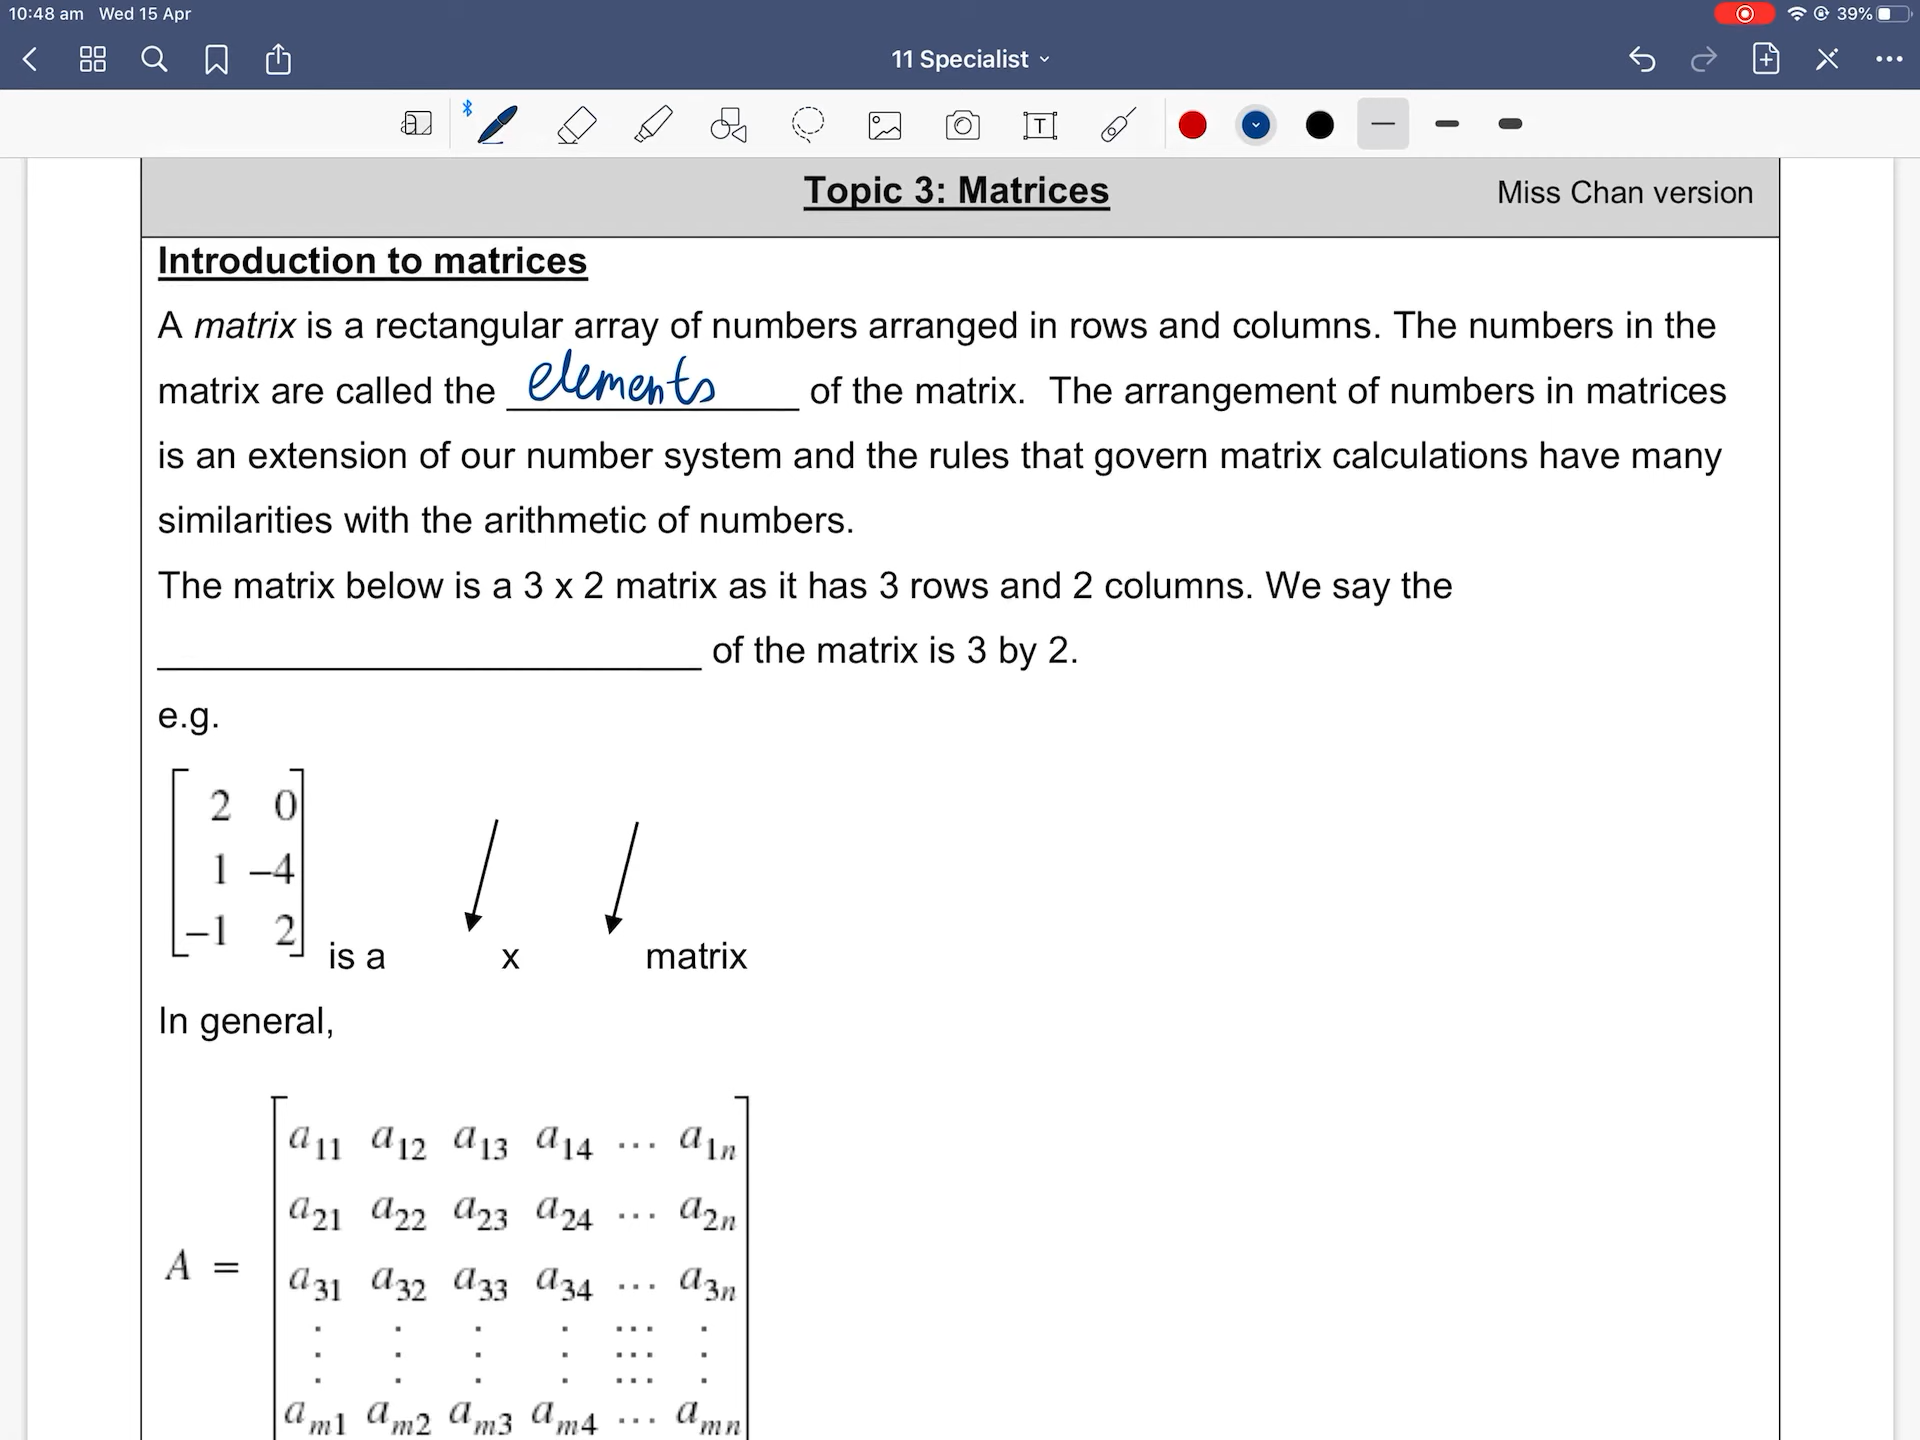 10:48 am Wed 15 Apr
39%
11 Specialist
Topic 3: Matrices
Miss Chan version
Introduction to matrices
A matrix is a rectangular array of numbers arranged in rows and columns. The numbers in the
matrix are called the elements of the matrix. The arrangement of numbers in matrices
is an extension of our number system and the rules that govern matrix calculations have many
similarities with the arithmetic of numbers.
The matrix below is a 3 x 2 matrix as it has 3 rows and 2 columns. We say the
____________________ of the matrix is 3 by 2.
e.g.
2 0
1 –4
–1 2
is a x matrix
In general,
a11 a12 a13 a14 ... a1n
a21 a22 a23 a24 ... a2n
A =
a31 a32 a33 a34 ... a3n
. . . . ... .
. . . . ... .
. . . . ... .
am1 am2 am3 am4 ... amn